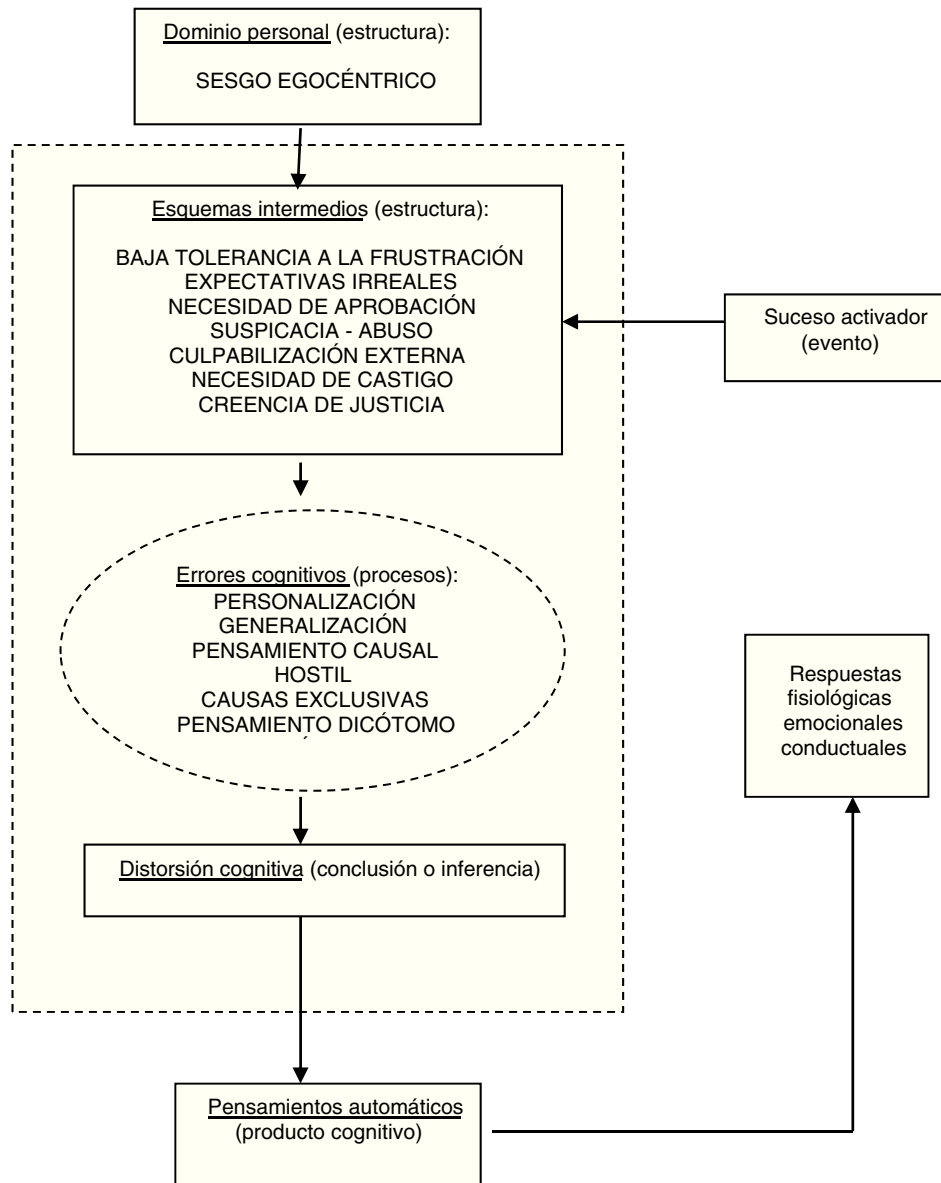 Dominio personal (estructura):
SESGO EGOCÉNTRICO
Esquemas intermedios (estructura):
BAJA TOLERANCIA A LA FRUSTRACIÓN
EXPECTATIVAS IRREALES
NECESIDAD DE APROBACIÓN
SUSPICACIA - ABUSO
CULPABILIZACIÓN EXTERNA
NECESIDAD DE CASTIGO
CREENCIA DE JUSTICIA
Suceso activador
(evento)
Errores cognitivos (procesos):
PERSONALIZACIÓN
GENERALIZACIÓN
PENSAMIENTO CAUSAL
HOSTIL
CAUSAS EXCLUSIVAS
PENSAMIENTO DICÓTOMO
Respuestas
fisiológicas
emocionales
conductuales
Distorsión cognitiva (conclusión o inferencia)
Pensamientos automáticos
(producto cognitivo)